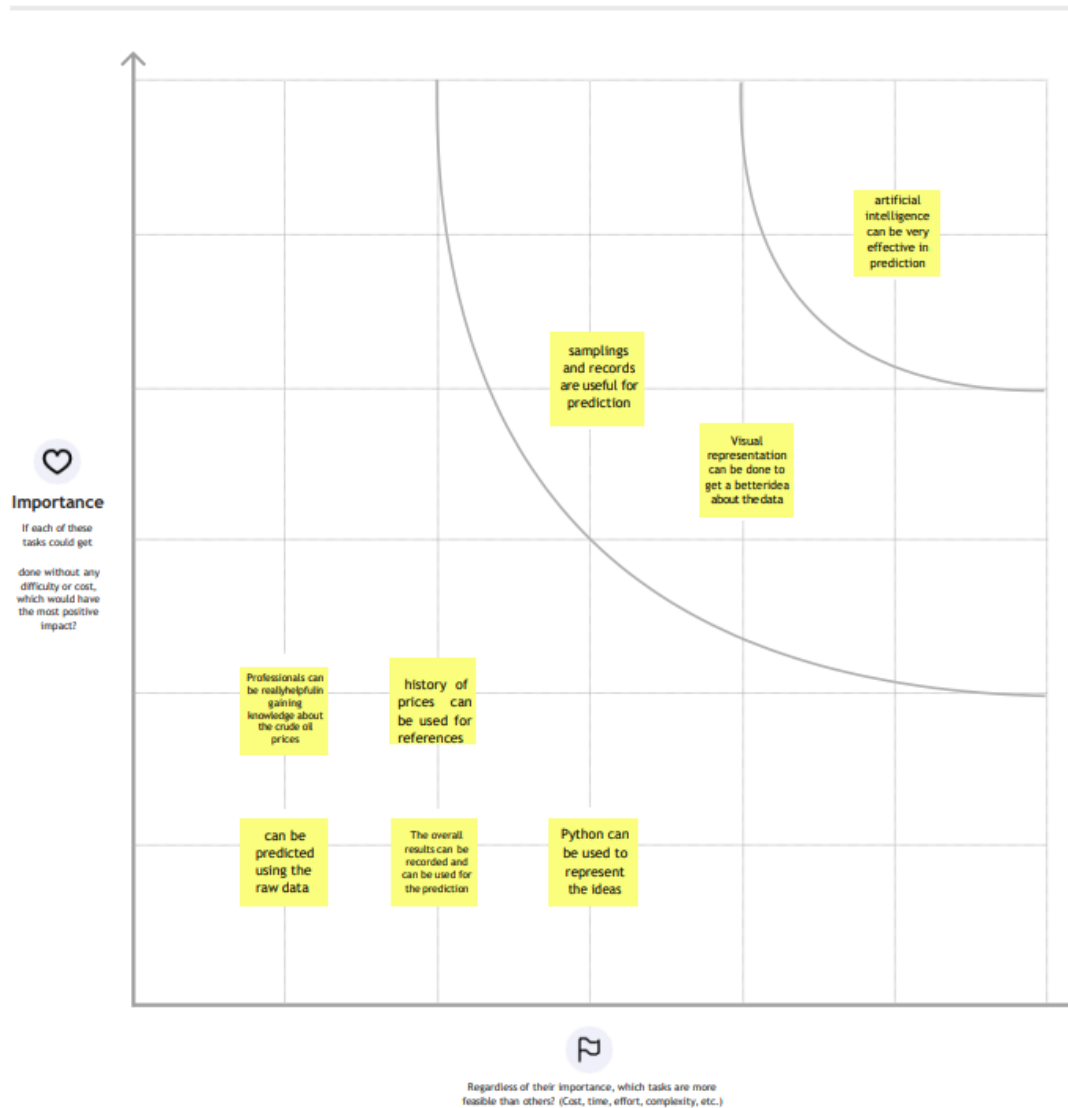 artificial
intelligence
can be very
effective in
prediction
samplings
and records
are useful for
prediction
Visual
representation
can be done to
get a betteridea
about thedata
Importance
If each of these
tasks could get
done without any
difficulty or cost,
which would have
the most positive
impact?
Professionals can
be reallyhelpfulin
gaining
knowledge about
the crude oil
prices
history of
prices can
be used for
references
can be
predicted
using the
raw data
The overall
results can be
recorded and
can be used for
the prediction
Python can
be used to
represent
the ideas
Regardless of their importance, which tasks are more
feasible than others? (Cost, time, effort, complexity, etc.)